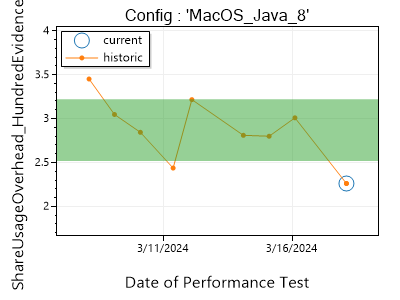 Config : 'MacOS_Java_8'
current
historic
ShareUsageOverhead_HundredEvidence
4
3.5
3
2.5
2
3/11/2024
3/16/2024
Date of Performance Test